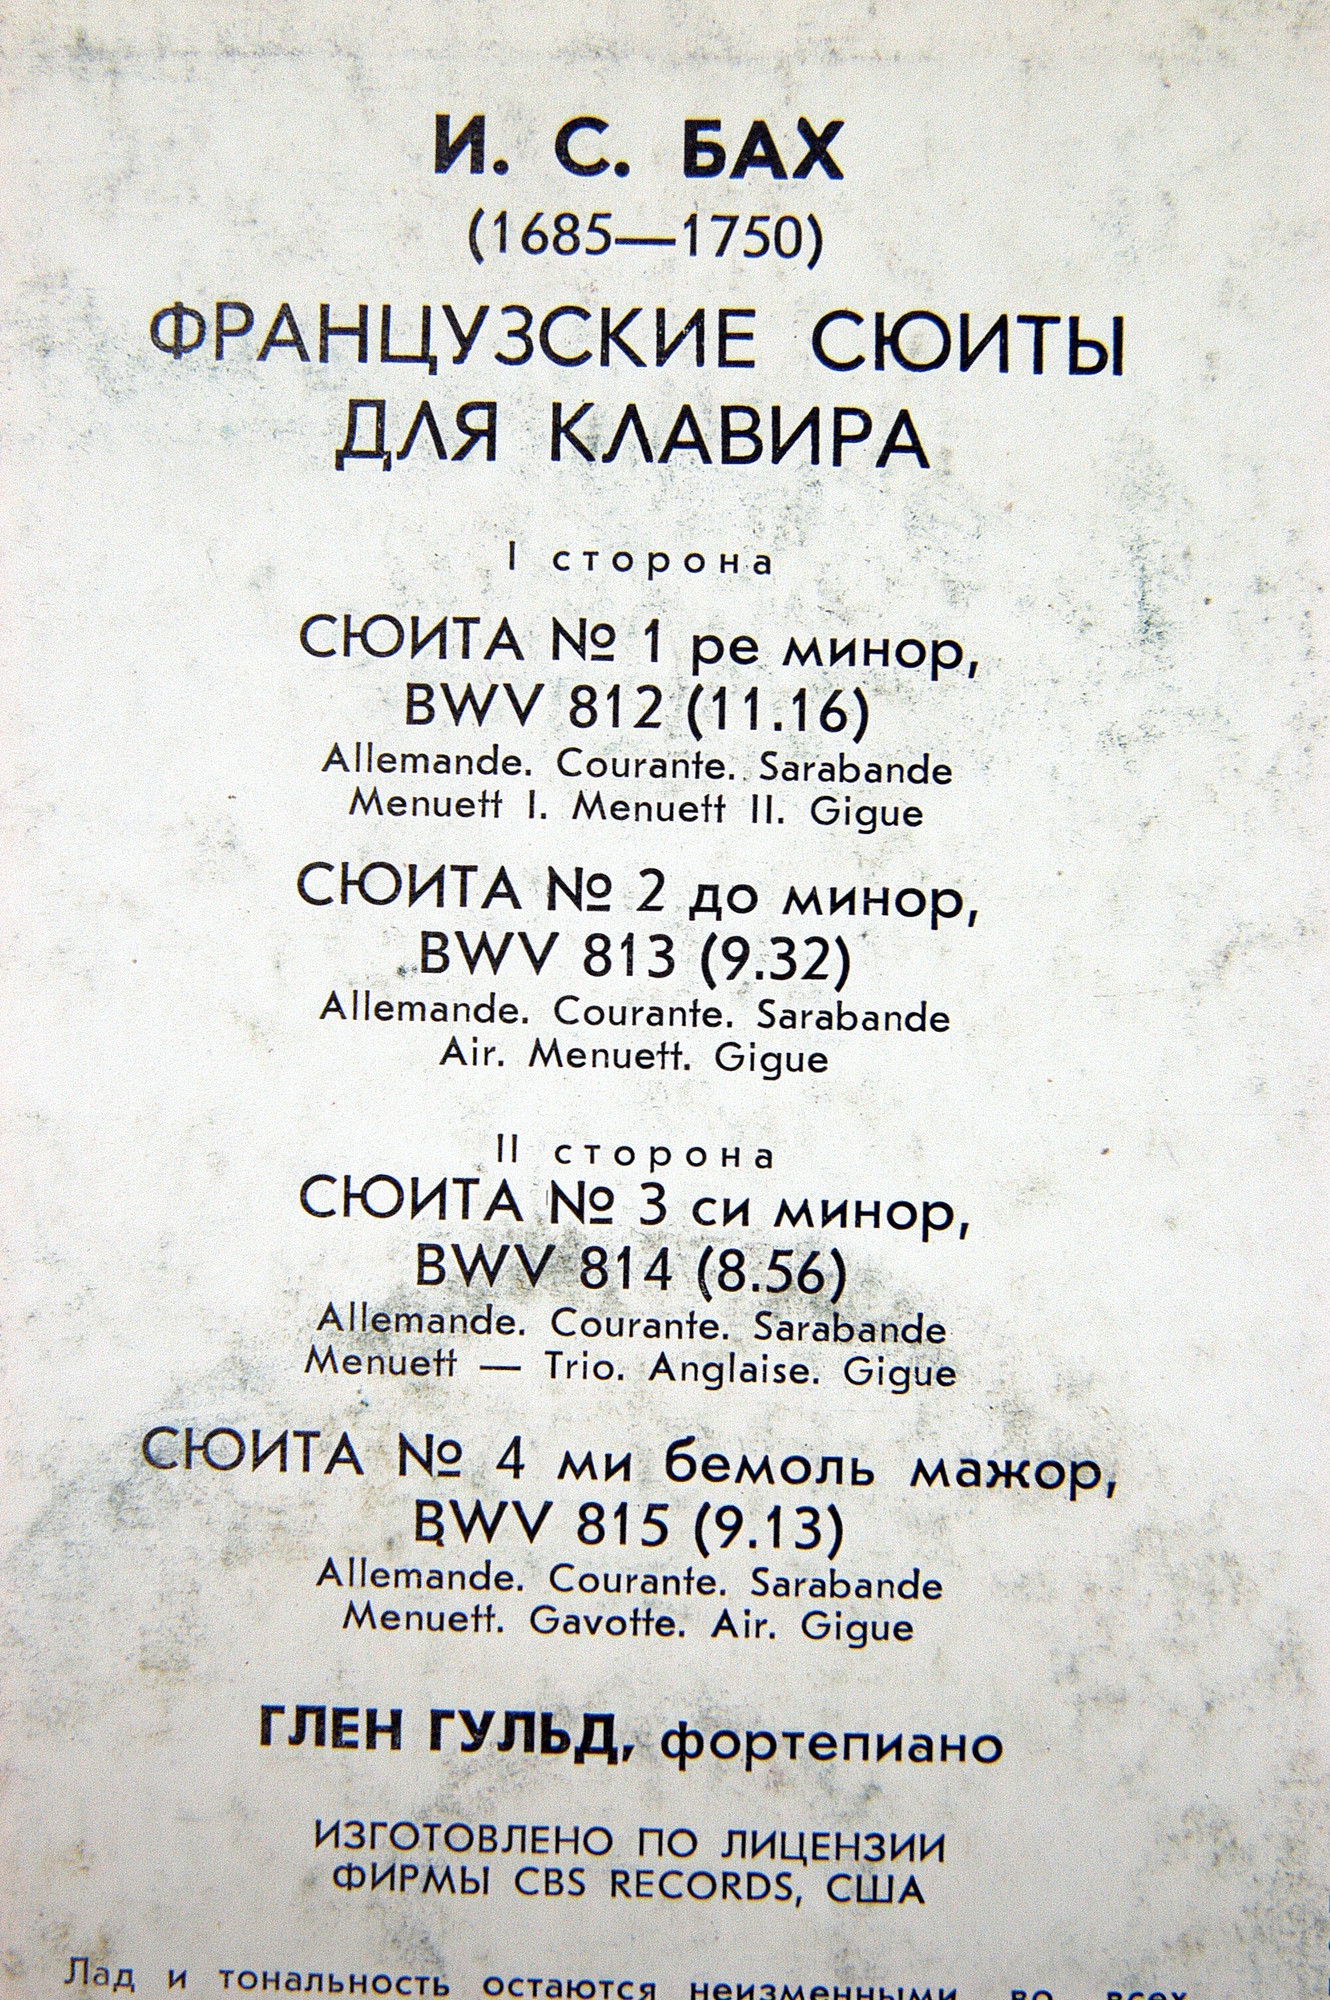 И. С. БАХ
(1685—1750)
ФРАНЦУЗСКИЕ СЮИТЫ
ДЛЯ КЛАВИРА
I сторона
СЮИТА № 1 ре минор,
BWV 812 (11.16)
Allemande. Courante. Sarabande
Menuett I. Menuett II. Gigue
СЮИТА № 2 до минор,
BWV 813 (9.32)
Allemande. Courante. Sarabande
Air. Menuett. Gigue
II сторона
СЮИТА № 3 си минор,
BWV 814 (8.56)
Allemande. Courante. Sarabande
Menuett — Trio. Anglaise. Gigue
СЮИТА № 4 ми бемоль мажор,
BWV 815 (9.13)
Allemande. Courante. Sarabande
Menuett. Gavotte. Air. Gigue
ГЛЕН ГУЛЬД, фортепиано
ИЗГОТОВЛЕНО ПО ЛИЦЕНЗИИ
ФИРМЫ CBS RECORDS, США
Лад и тональность остаются неизменными во всех